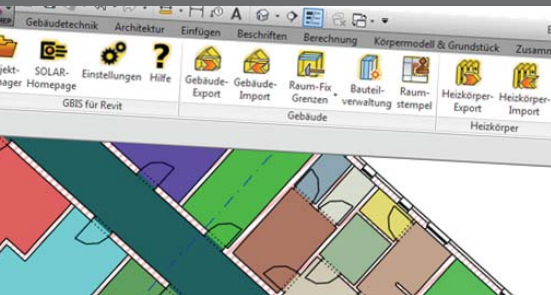 A
Gebäudetechnik Architektur Einfügen Beschriften Berechnung Körpermodell & Grundstück
SOLAR-Homepage
Einstellungen
Hilfe
GBIS für Revit
Gebäude-Export
Gebäude-Import
Raum-Fix Grenzen
Bauteil-verwaltung
Raum-stempel
Gebäude
Heizkörper-Export
Heizkörper-Import
Heizkörper